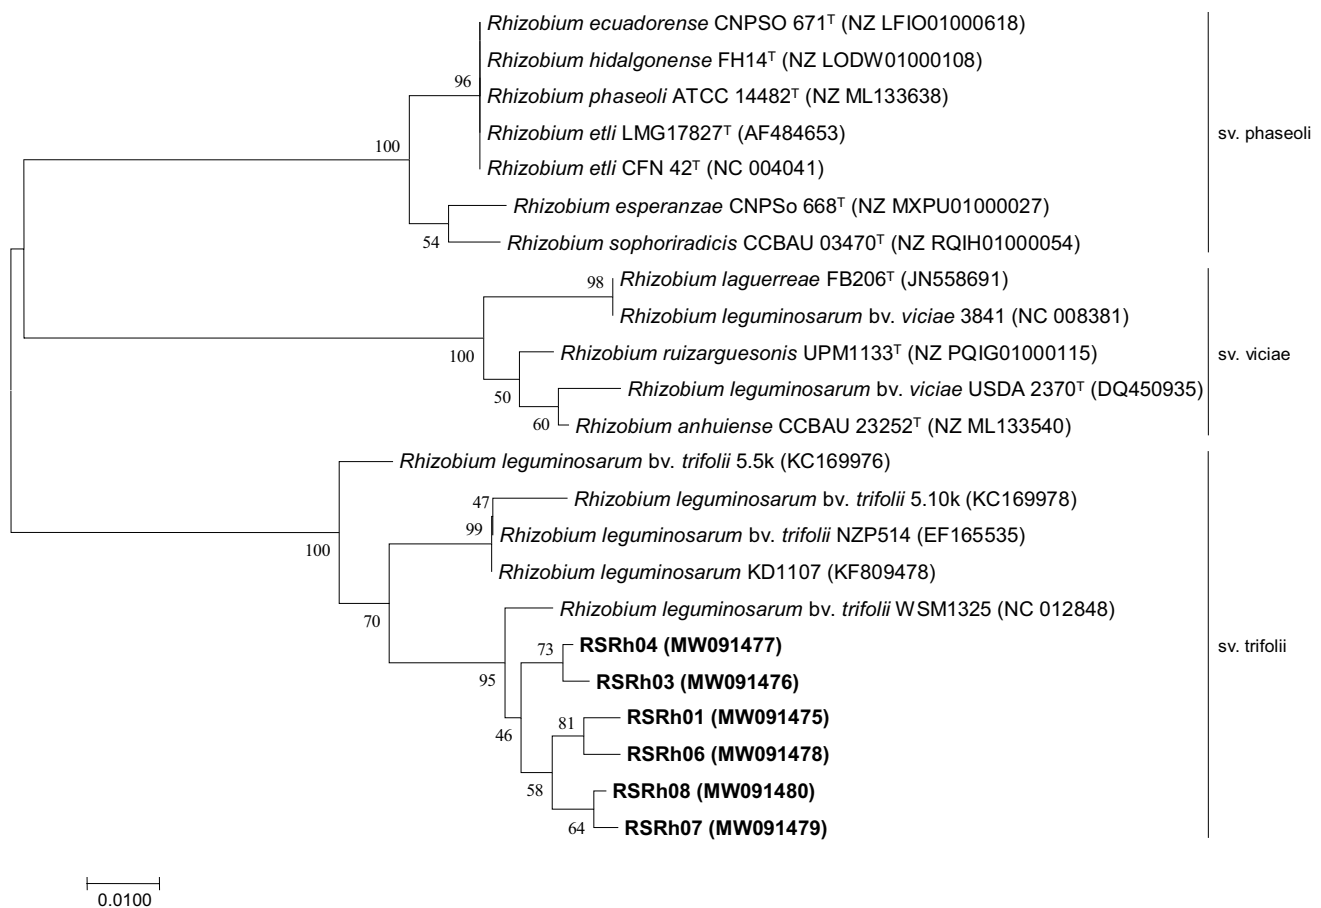 Rhizobium ecuadorense CNPSO 671ᵀ (NZ LFIO01000618)
Rhizobium hidalgonense FH14ᵀ (NZ LODW01000108)
96
Rhizobium phaseoli ATCC 14482ᵀ (NZ ML133638)
Rhizobium etli LMG17827ᵀ (AF484653)
sv. phaseoli
100
Rhizobium etli CFN 42ᵀ (NC 004041)
Rhizobium esperanzae CNPSo 668ᵀ (NZ MXPU01000027)
54
Rhizobium sophoriradicis CCBAU 03470ᵀ (NZ RQIH01000054)
98
Rhizobium laguerreae FB206ᵀ (JN558691)
Rhizobium leguminosarum bv. viciae 3841 (NC 008381)
100
Rhizobium ruizarguesonis UPM1133ᵀ (NZ PQIG01000115)
sv. viciae
50
Rhizobium leguminosarum bv. viciae USDA 2370ᵀ (DQ450935)
60
Rhizobium anhuiense CCBAU 23252ᵀ (NZ ML133540)
Rhizobium leguminosarum bv. trifolii 5.5k (KC169976)
47
Rhizobium leguminosarum bv. trifolii 5.10k (KC169978)
99
Rhizobium leguminosarum bv. trifolii NZP514 (EF165535)
100
Rhizobium leguminosarum KD1107 (KF809478)
70
Rhizobium leguminosarum bv. trifolii WSM1325 (NC 012848)
73
RSRh04 (MW091477)
sv. trifolii
95
RSRh03 (MW091476)
81
RSRh01 (MW091475)
46
RSRh06 (MW091478)
58
RSRh08 (MW091480)
64
RSRh07 (MW091479)
0.0100